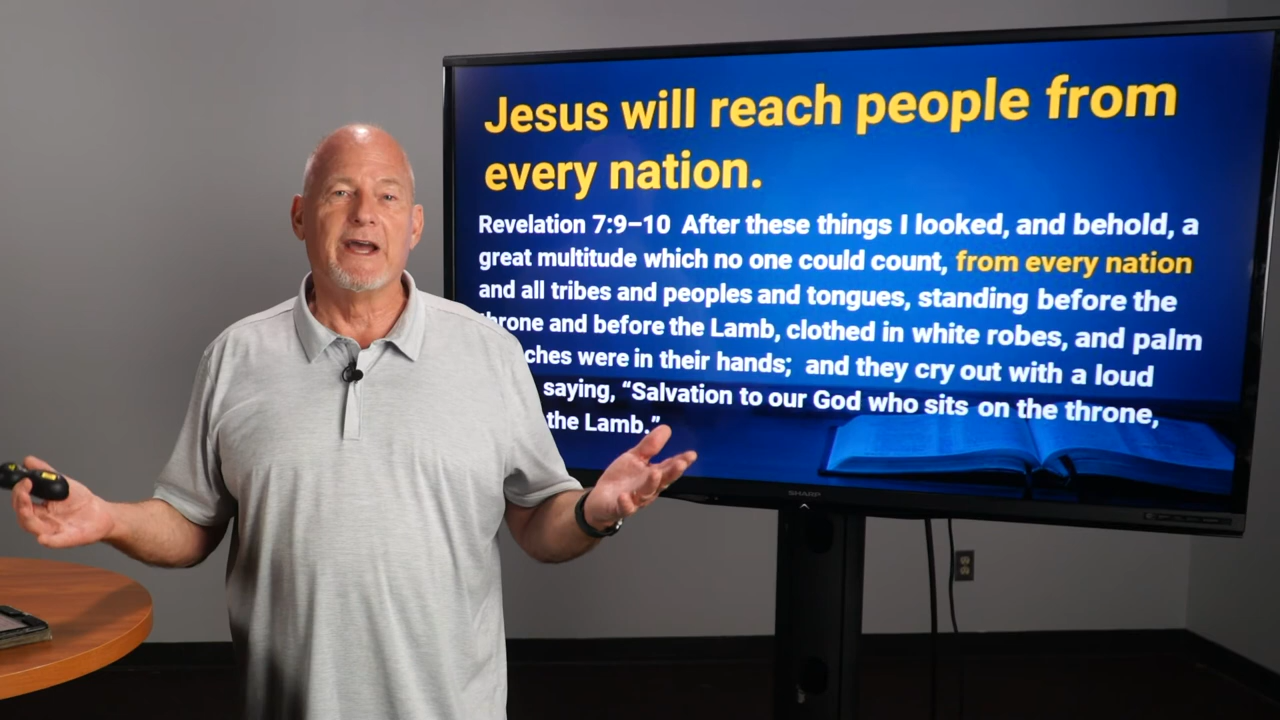 Jesus will reach people from
every nation.
Revelation 7:9–10 After these things I looked, and behold, a
great multitude which no one could count, from every nation
and all tribes and peoples and tongues, standing before the
throne and before the Lamb, clothed in white robes, and palm
ches were in their hands; and they cry out with a loud
saying, “Salvation to our God who sits on the throne,
the Lamb.”
SHARP